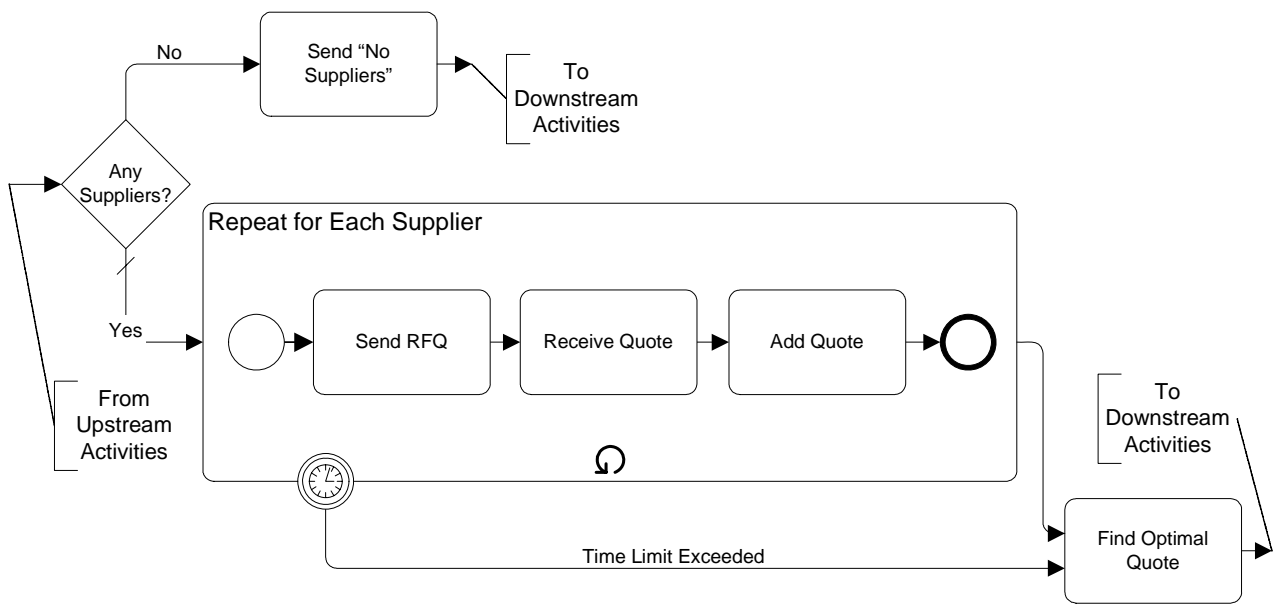 No
Send “No
Suppliers”
To
Downstream
Activities
Any
Suppliers?
Repeat for Each Supplier
Yes
Send RFQ
Receive Quote
Add Quote
From
Upstream
Activities
To
Downstream
Activities
Time Limit Exceeded
Find Optimal
Quote